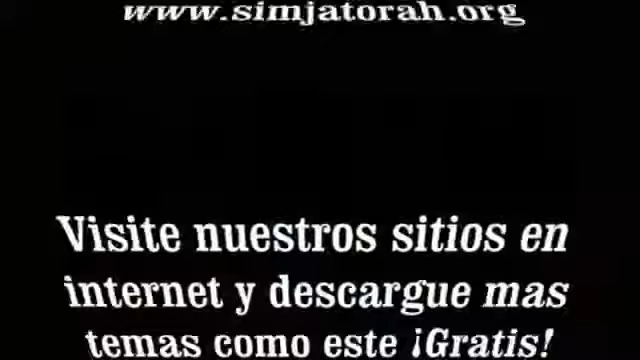 www.simjatorah.org
Visite nuestros sitios en
internet y descargue mas
temas como este ¡Gratis!